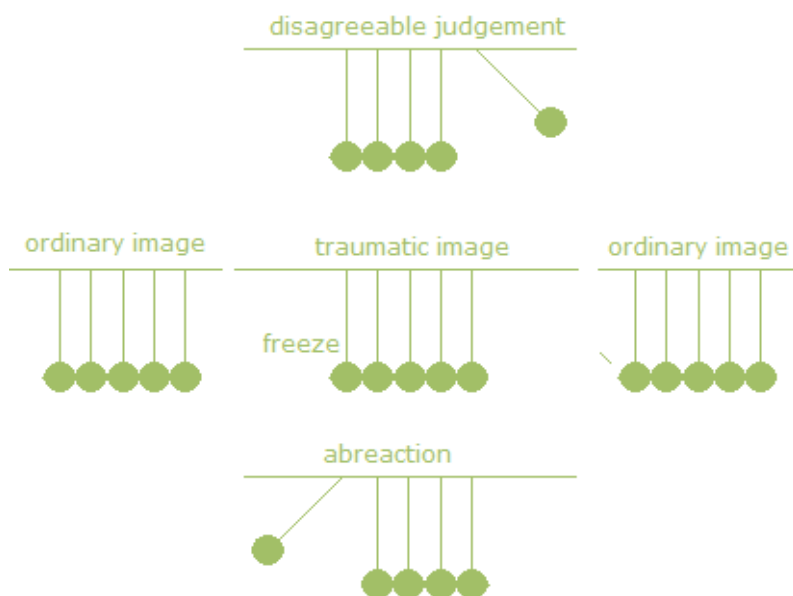 disagreeable judgement
ordinary image
traumatic image
ordinary image
freeze
abreaction